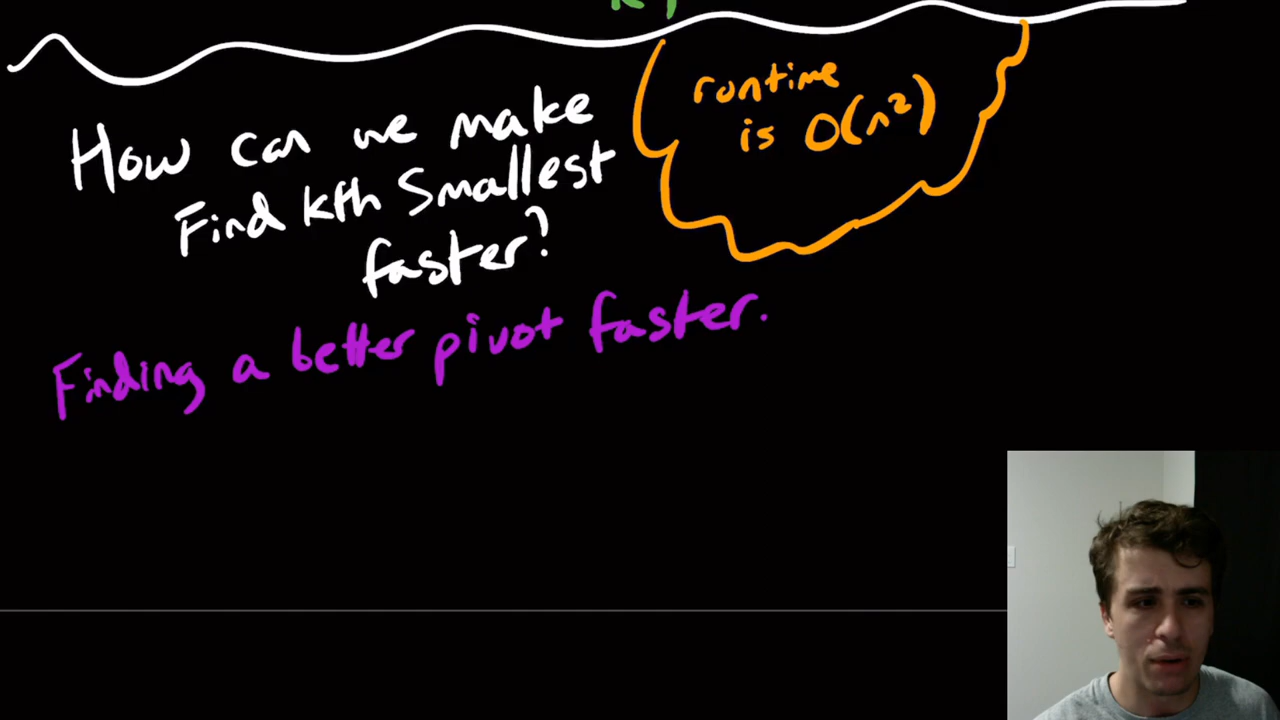 How can we make
Find kth Smallest
faster?
runtime
is O(n²)
Finding a better pivot faster.